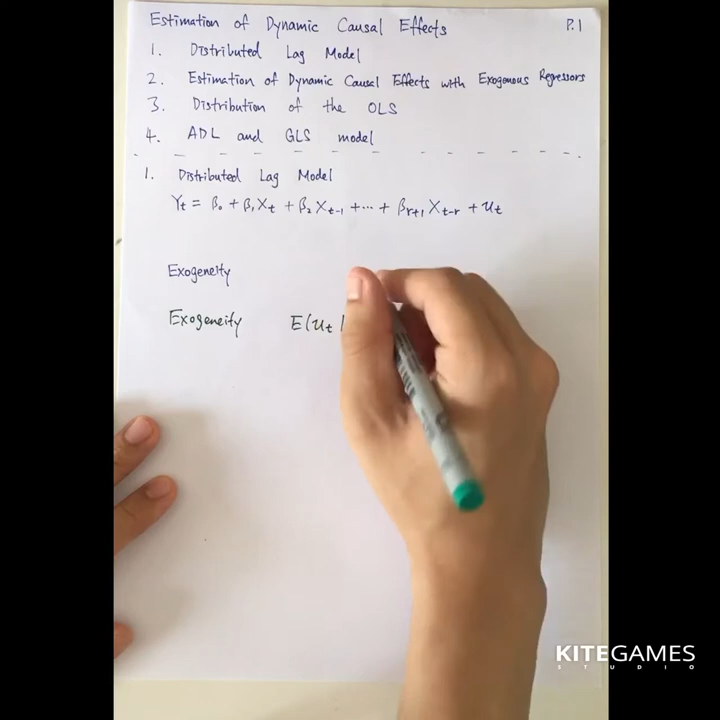 Estimation of Dynamic Causal Effects P.1
1. Distributed Lag Model
2. Estimation of Dynamic Causal Effects with Exogenous Regressors
3. Distribution of the OLS
4. ADL and GLS model
1. Distributed Lag Model
Yt = β0 + β1Xt + β2Xt-1 + ... + βr+1 Xt-r + ut
Exogeneity
Exogeneity E(ut |
KITEGAMES
STUDIO